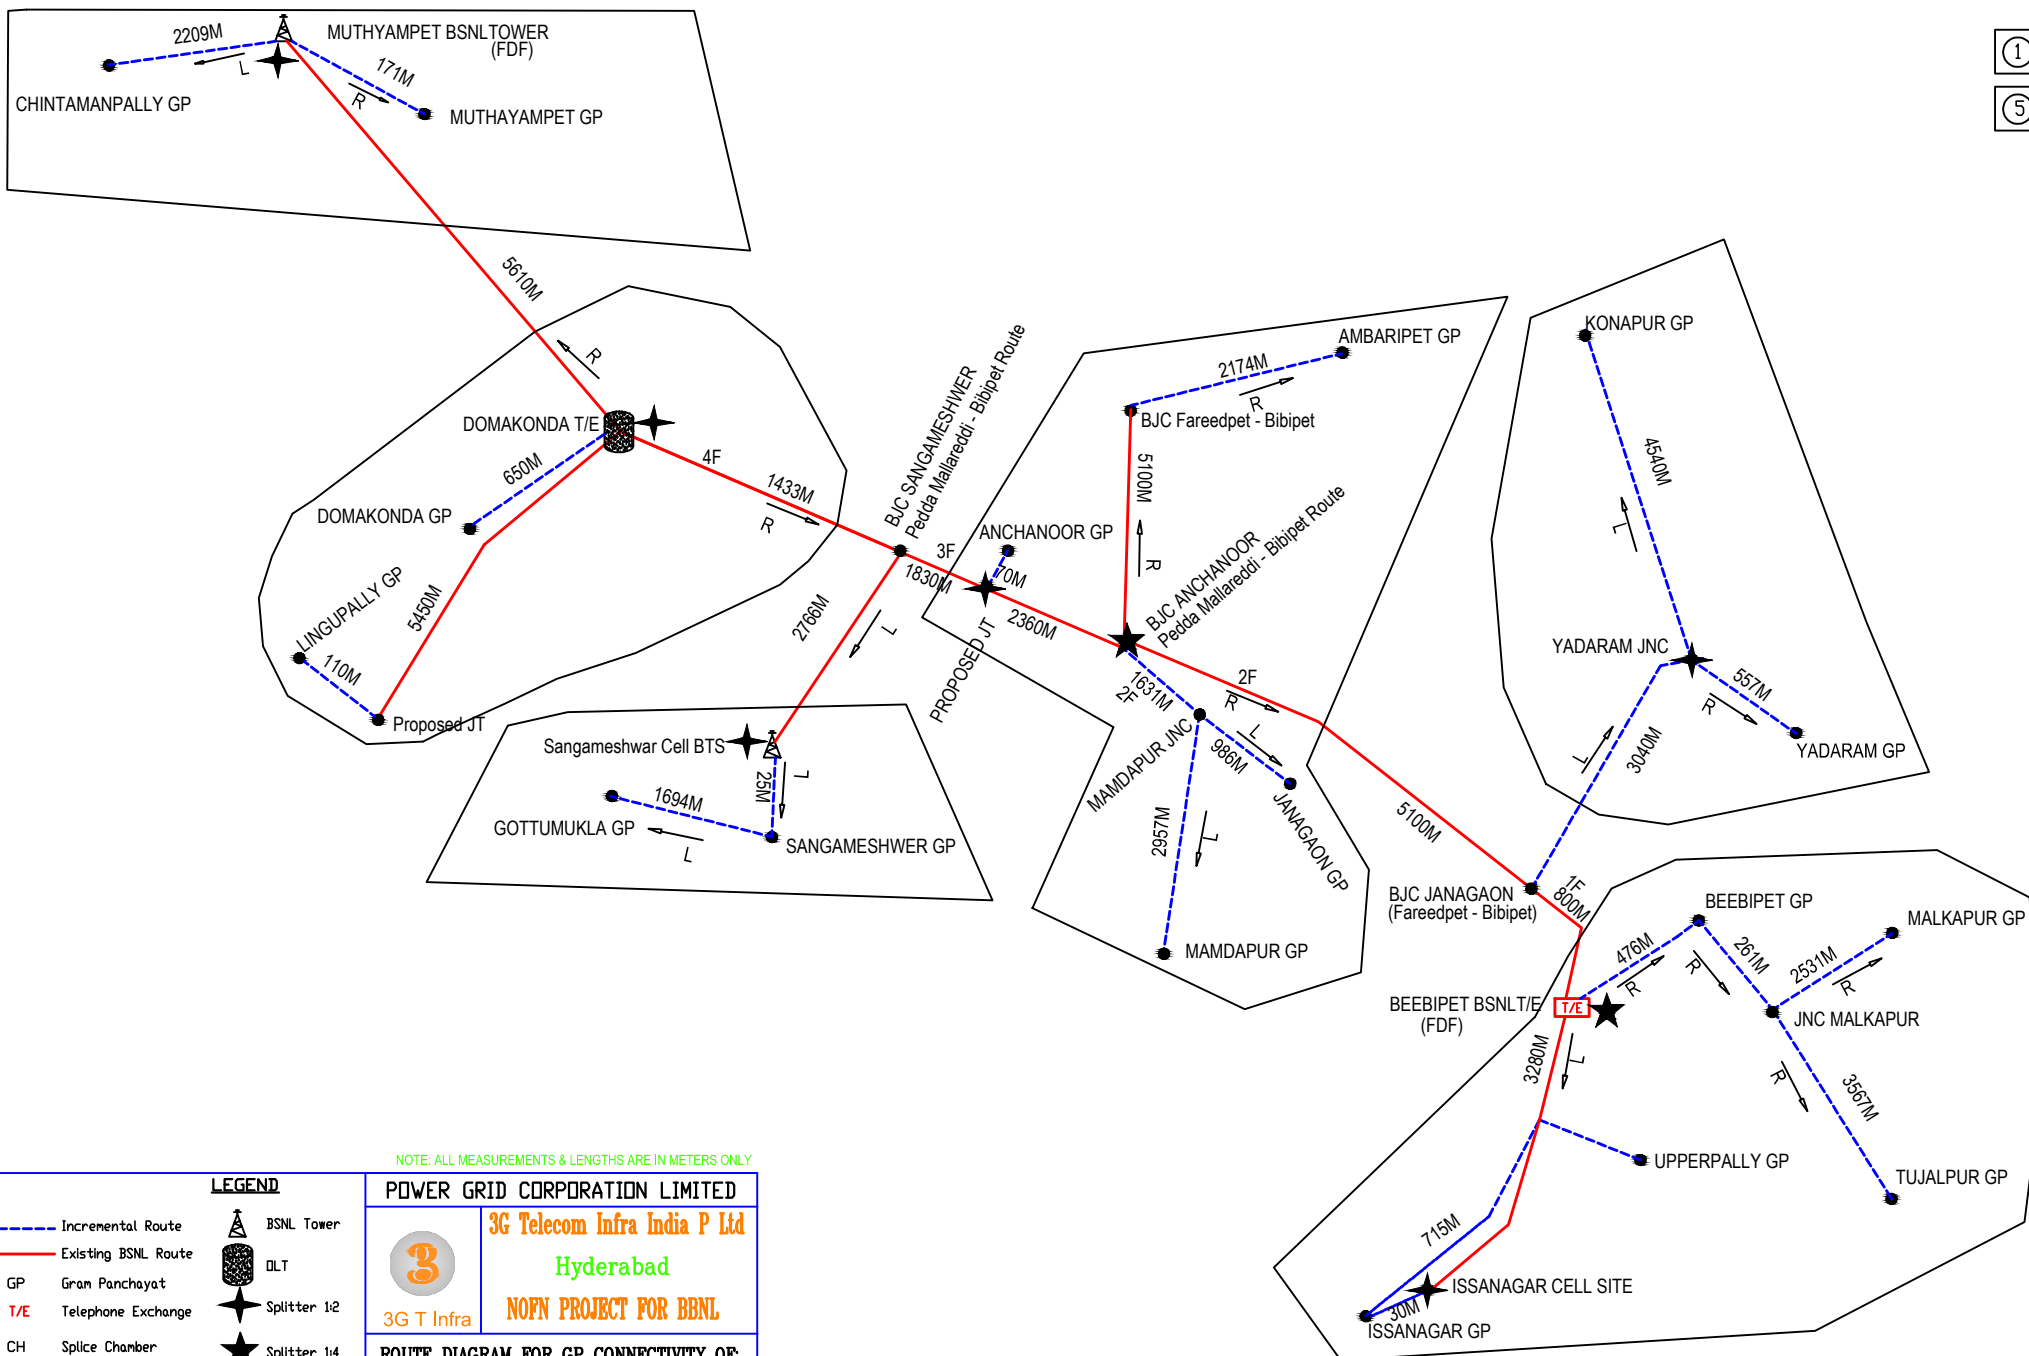 2209M
MUTHYAMPET BSNLTOWER
(FDF)
L
171M
R
CHINTAMANPALLY GP
MUTHAYAMPET GP
1
5
5610M
R
DOMAKONDA T/E
650M
DOMAKONDA GP
4F
1433M
R
BJC SANGAMESHWER
Pedda Mallareddi - Bibipet Route
LINGUPALLY GP
5450M
110M
Proposed JT
3F
1830M
2766M
L
ANCHANOOR GP
70M
PROPOSED JT
2360M
AMBARIPET GP
2174M
R
BJC Fareedpet - Bibipet
5100M
R
BJC ANCHANOOR
Pedda Mallareddi - Bibipet Route
1631M
2F
2F
R
MAMDAPUR JNC
986M
L
JANAGAON GP
2957M
L
MAMDAPUR GP
Sangameshwar Cell BTS
25M
L
1694M
GOTTUMUKLA GP
L
SANGAMESHWER GP
KONAPUR GP
4540M
L
YADARAM JNC
557M
R
YADARAM GP
3040M
L
5100M
BJC JANAGAON
(Fareedpet - Bibipet)
1F
800M
BEEBIPET GP
MALKAPUR GP
476M
R
261M
R
2531M
R
BEEBIPET BSNLT/E
(FDF)
T/E
JNC MALKAPUR
3280M
L
R
3567M
UPPERPALLY GP
TUJALPUR GP
715M
ISSANAGAR CELL SITE
30M
ISSANAGAR GP
NOTE: ALL MEASUREMENTS & LENGTHS ARE IN METERS ONLY
LEGEND
Incremental Route
BSNL Tower
Existing BSNL Route
OLT
GP Gram Panchayat
T/E Telephone Exchange
Splitter 1:2
CH Splice Chamber
Splitter 1:4
POWER GRID CORPORATION LIMITED
3
3G T Infra
3G Telecom Infra India P Ltd
Hyderabad
NOFN PROJECT FOR BBNL
ROUTE DIAGRAM FOR GP CONNECTIVITY OF: